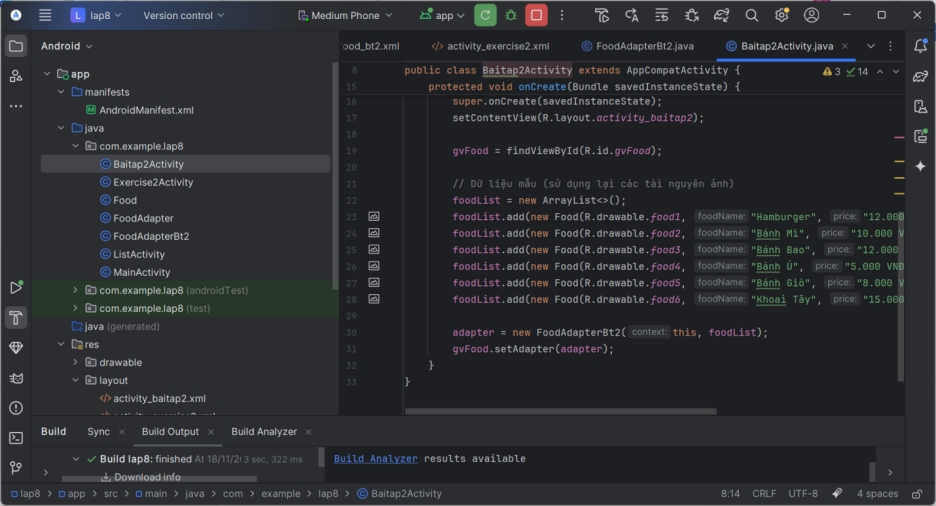 lap8 Version control Medium Phone app
Android
ood_bt2.xml activity_exercise2.xml FoodAdapterBt2.java Baitap2Activity.java
app
manifests
AndroidManifest.xml
java
com.example.lap8
Baitap2Activity
Exercise2Activity
Food
FoodAdapter
FoodAdapterBt2
ListActivity
MainActivity
com.example.lap8 (androidTest)
com.example.lap8 (test)
java (generated)
res
drawable
layout
activity_baitap2.xml
8 public class Baitap2Activity extends AppCompatActivity { 3 14
15 protected void onCreate(Bundle savedInstanceState) {
16 super.onCreate(savedInstanceState);
17 setContentView(R.layout.activity_baitap2);
18
19 gvFood = findViewById(R.id.gvFood);
20
21 // Dữ liệu mẫu (sử dụng lại các tài nguyên ảnh)
22 foodList = new ArrayList<>();
23 foodList.add(new Food(R.drawable.food1, foodName: "Hamburger", price: "12.000
24 foodList.add(new Food(R.drawable.food2, foodName: "Bánh Mì", price: "10.000 V
25 foodList.add(new Food(R.drawable.food3, foodName: "Bánh Bao", price: "12.000
26 foodList.add(new Food(R.drawable.food4, foodName: "Bánh Ú", price: "5.000 VNĐ
27 foodList.add(new Food(R.drawable.food5, foodName: "Bánh Giò", price: "8.000 V
28 foodList.add(new Food(R.drawable.food6, foodName: "Khoai Tây", price: "15.000
29
30 adapter = new FoodAdapterBt2( context: this, foodList);
31 gvFood.setAdapter(adapter);
32 }
33 }
Build Sync Build Output Build Analyzer
Build lap8: finished At 18/11/2 3 sec, 322 ms
Download info
Build Analyzer results available
lap8 > app > src > main > java > com > example > lap8 > Baitap2Activity 8:14 CRLF UTF-8 4 spaces